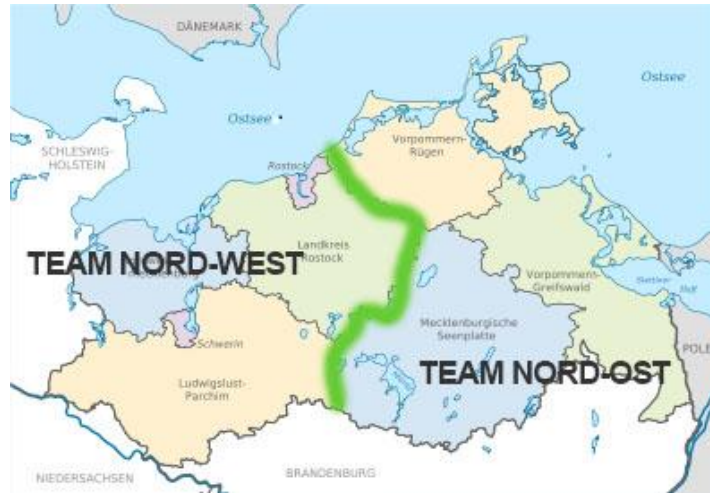 DÄNEMARK
Ostsee
Ostsee
SCHLESWIG-
HOLSTEIN
Rostock
Vorpommern-
Rügen
Landkreis
Rostock
TEAM NORD-WEST
Vorpommern-
Greifswald
Stettiner
Haff
Mecklenburgische
Seenplatte
POLE
Schwerin
TEAM NORD-OST
Ludwigslust-
Parchim
NIEDERSACHSEN
BRANDENBURG